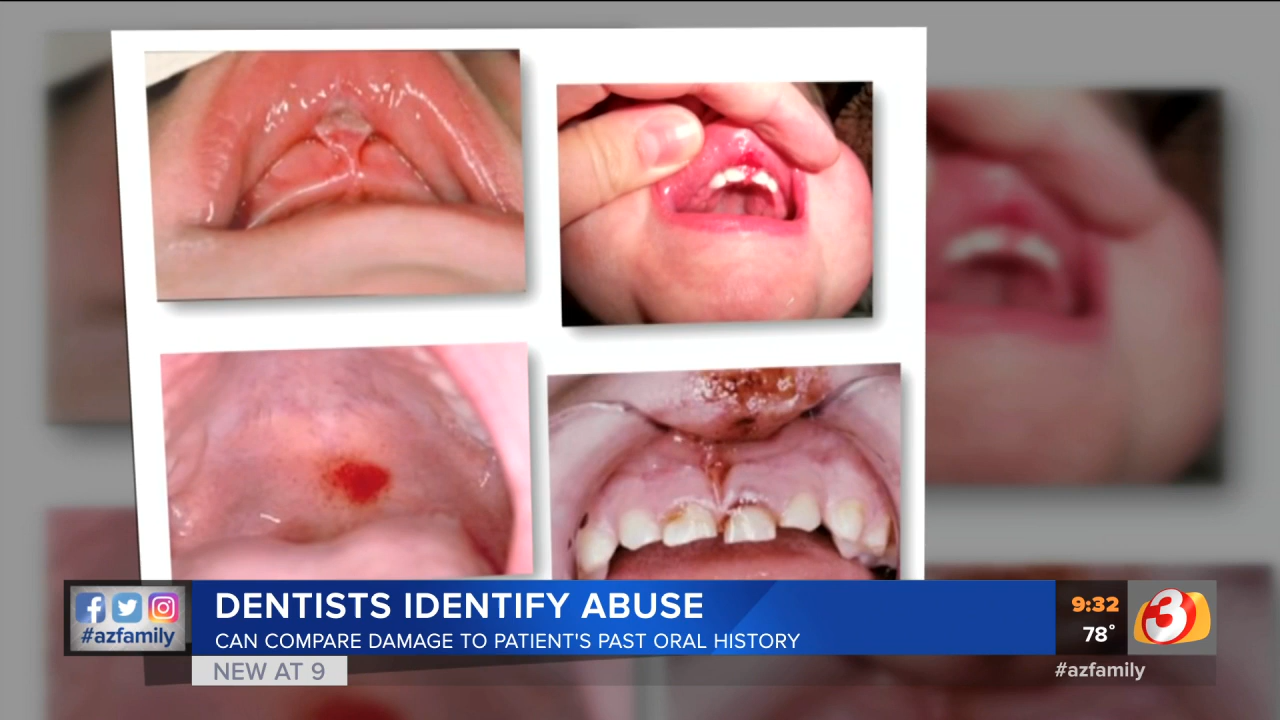 DENTISTS IDENTIFY ABUSE
CAN COMPARE DAMAGE TO PATIENT'S PAST ORAL HISTORY
#azfamily
NEW AT 9
9:32
78°
3
#azfamily